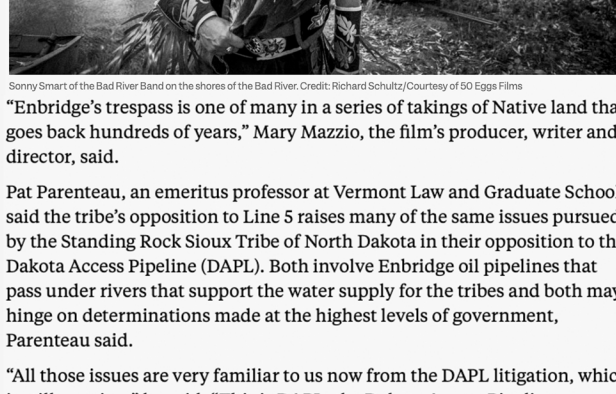 Sonny Smart of the Bad River Band on the shores of the Bad River. Credit: Richard Schultz/Courtesy of 50 Eggs Films
“Enbridge’s trespass is one of many in a series of takings of Native land tha
goes back hundreds of years,” Mary Mazzio, the film’s producer, writer and
director, said.
Pat Parenteau, an emeritus professor at Vermont Law and Graduate School
said the tribe’s opposition to Line 5 raises many of the same issues pursued
by the Standing Rock Sioux Tribe of North Dakota in their opposition to th
Dakota Access Pipeline (DAPL). Both involve Enbridge oil pipelines that
pass under rivers that support the water supply for the tribes and both may
hinge on determinations made at the highest levels of government,
Parenteau said.
“All those issues are very familiar to us now from the DAPL litigation, whic